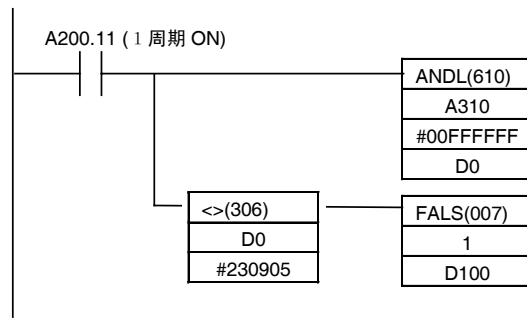 A200.11 ( 1 周期 ON)
ANDL(610)
A310
#00FFFFFF
D0
<>(306)
D0
#230905
FALS(007)
1
D100